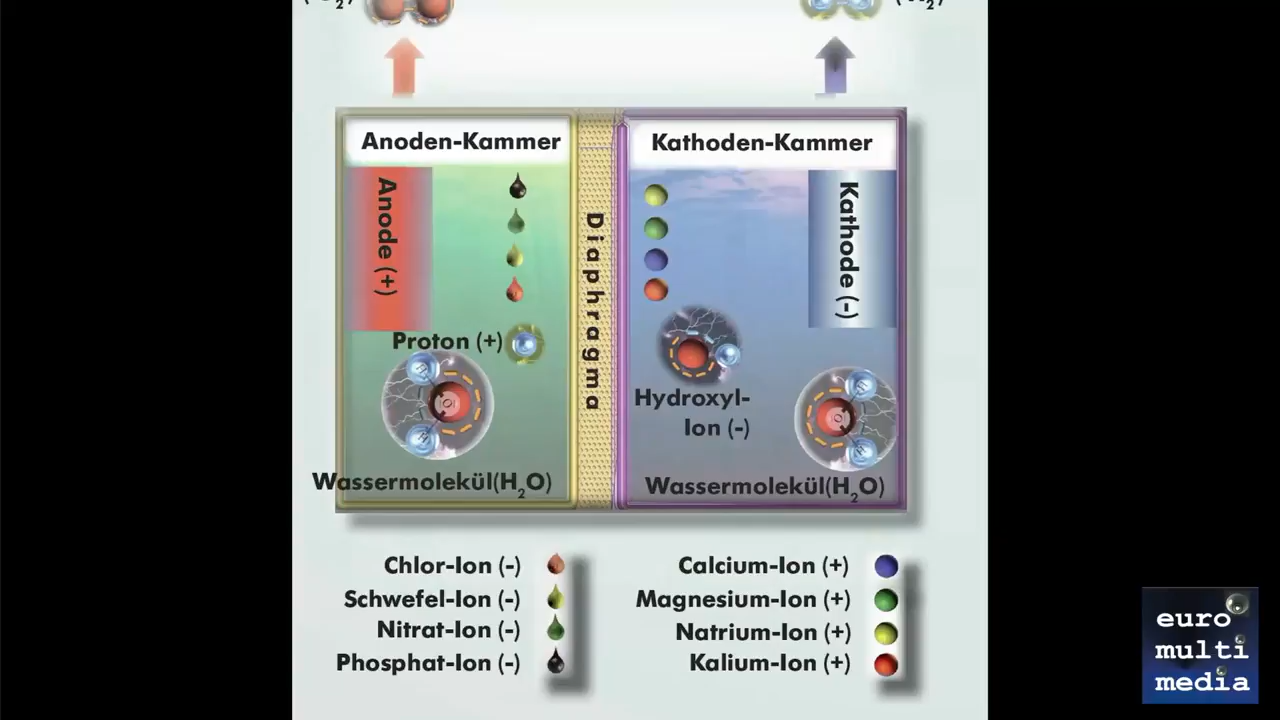 Anoden-Kammer
Kathoden-Kammer
Anode (+)
Diaphragma
Kathode (-)
Proton (+)
Hydroxyl-
Ion (-)
Wassermolekül(H₂O)
Wassermolekül(H₂O)
Chlor-Ion (-)
Schwefel-Ion (-)
Nitrat-Ion (-)
Phosphat-Ion (-)
Calcium-Ion (+)
Magnesium-Ion (+)
Natrium-Ion (+)
Kalium-Ion (+)
euro
multi
media